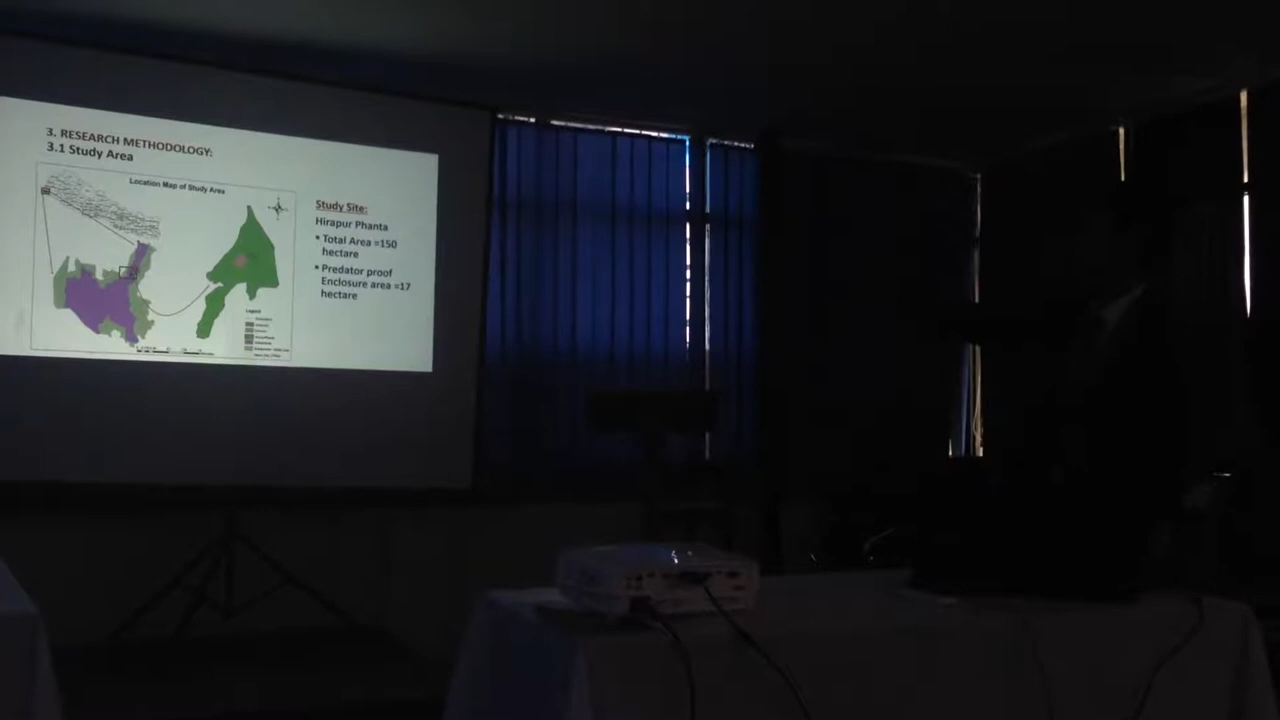 3. RESEARCH METHODOLOGY:
3.1 Study Area
Location Map of Study Area
Study Site:
Hirapur Phanta
Total Area =150
hectare
Predator proof
Enclosure area =17
hectare
Legend